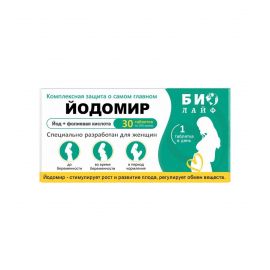 Комплексная защита о самом главном
ЙОДОМИР
Йод + фолиевая кислота
30 таблеток
Специально разработан для женщин
БИО
ЛАЙФ
1
таблетка
в день
до
беременности
во время
беременности
в период
кормления
Йодомир - стимулирует рост и развитие плода, регулирует обмен веществ.